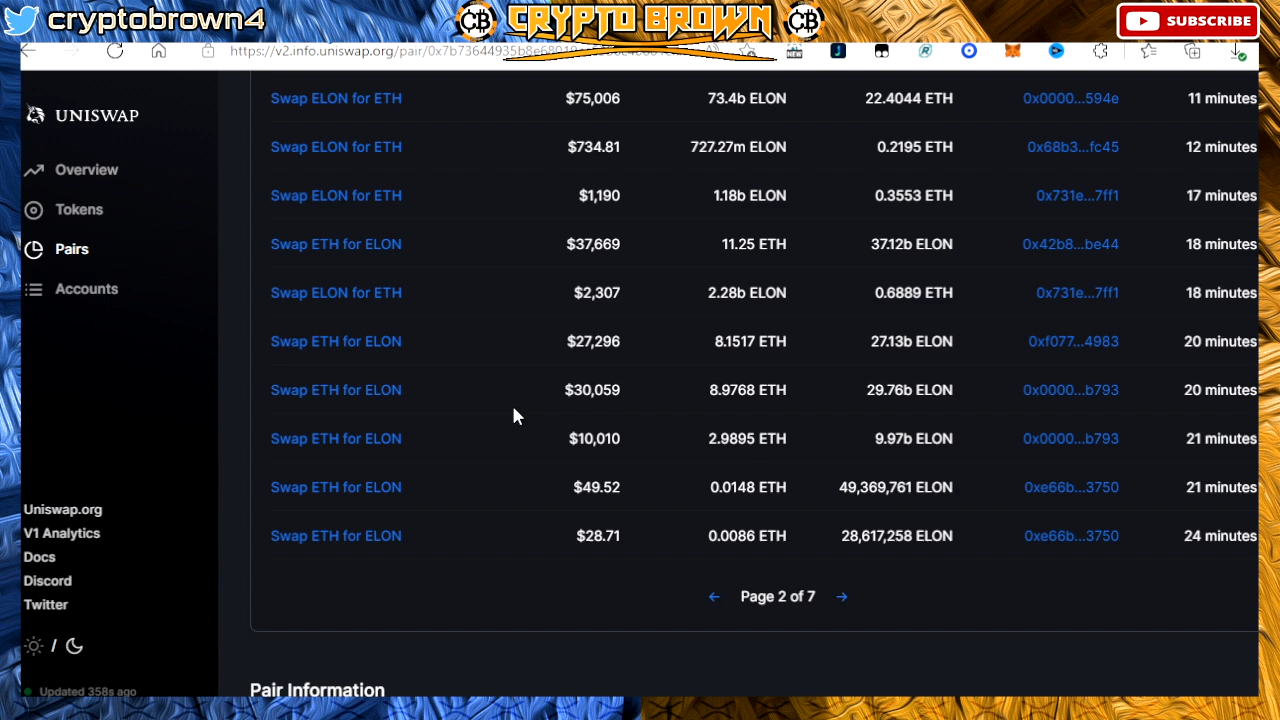 cryptobrown4
CB CRYPTO BROWN CB
SUBSCRIBE
https://v2.info.uniswap.org/pair/0x7b73644935b8e68019
UNISWAP
Overview
Tokens
Pairs
Accounts
Swap ELON for ETH $75,006 73.4b ELON 22.4044 ETH 0x0000...594e 11 minutes
Swap ELON for ETH $734.81 727.27m ELON 0.2195 ETH 0x68b3...fc45 12 minutes
Swap ELON for ETH $1,190 1.18b ELON 0.3553 ETH 0x731e...7ff1 17 minutes
Swap ETH for ELON $37,669 11.25 ETH 37.12b ELON 0x42b8...be44 18 minutes
Swap ELON for ETH $2,307 2.28b ELON 0.6889 ETH 0x731e...7ff1 18 minutes
Swap ETH for ELON $27,296 8.1517 ETH 27.13b ELON 0xf077...4983 20 minutes
Swap ETH for ELON $30,059 8.9768 ETH 29.76b ELON 0x0000...b793 20 minutes
Swap ETH for ELON $10,010 2.9895 ETH 9.97b ELON 0x0000...b793 21 minutes
Swap ETH for ELON $49.52 0.0148 ETH 49,369,761 ELON 0xe66b...3750 21 minutes
Swap ETH for ELON $28.71 0.0086 ETH 28,617,258 ELON 0xe66b...3750 24 minutes
← Page 2 of 7 →
Uniswap.org
V1 Analytics
Docs
Discord
Twitter
/
Updated 358s ago
Pair Information